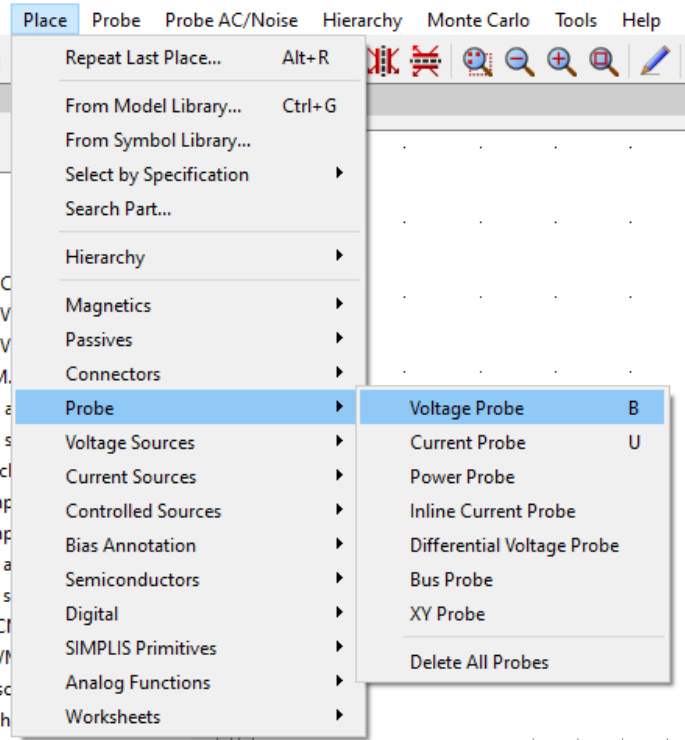 Place Probe Probe AC/Noise Hierarchy Monte Carlo Tools Help
Repeat Last Place... Alt+R
From Model Library... Ctrl+G
From Symbol Library...
Select by Specification
Search Part...
Hierarchy
Magnetics
Passives
Connectors
Probe
Voltage Sources
Current Sources
Controlled Sources
Bias Annotation
Semiconductors
Digital
SIMPLIS Primitives
Analog Functions
Worksheets
Voltage Probe B
Current Probe U
Power Probe
Inline Current Probe
Differential Voltage Probe
Bus Probe
XY Probe
Delete All Probes